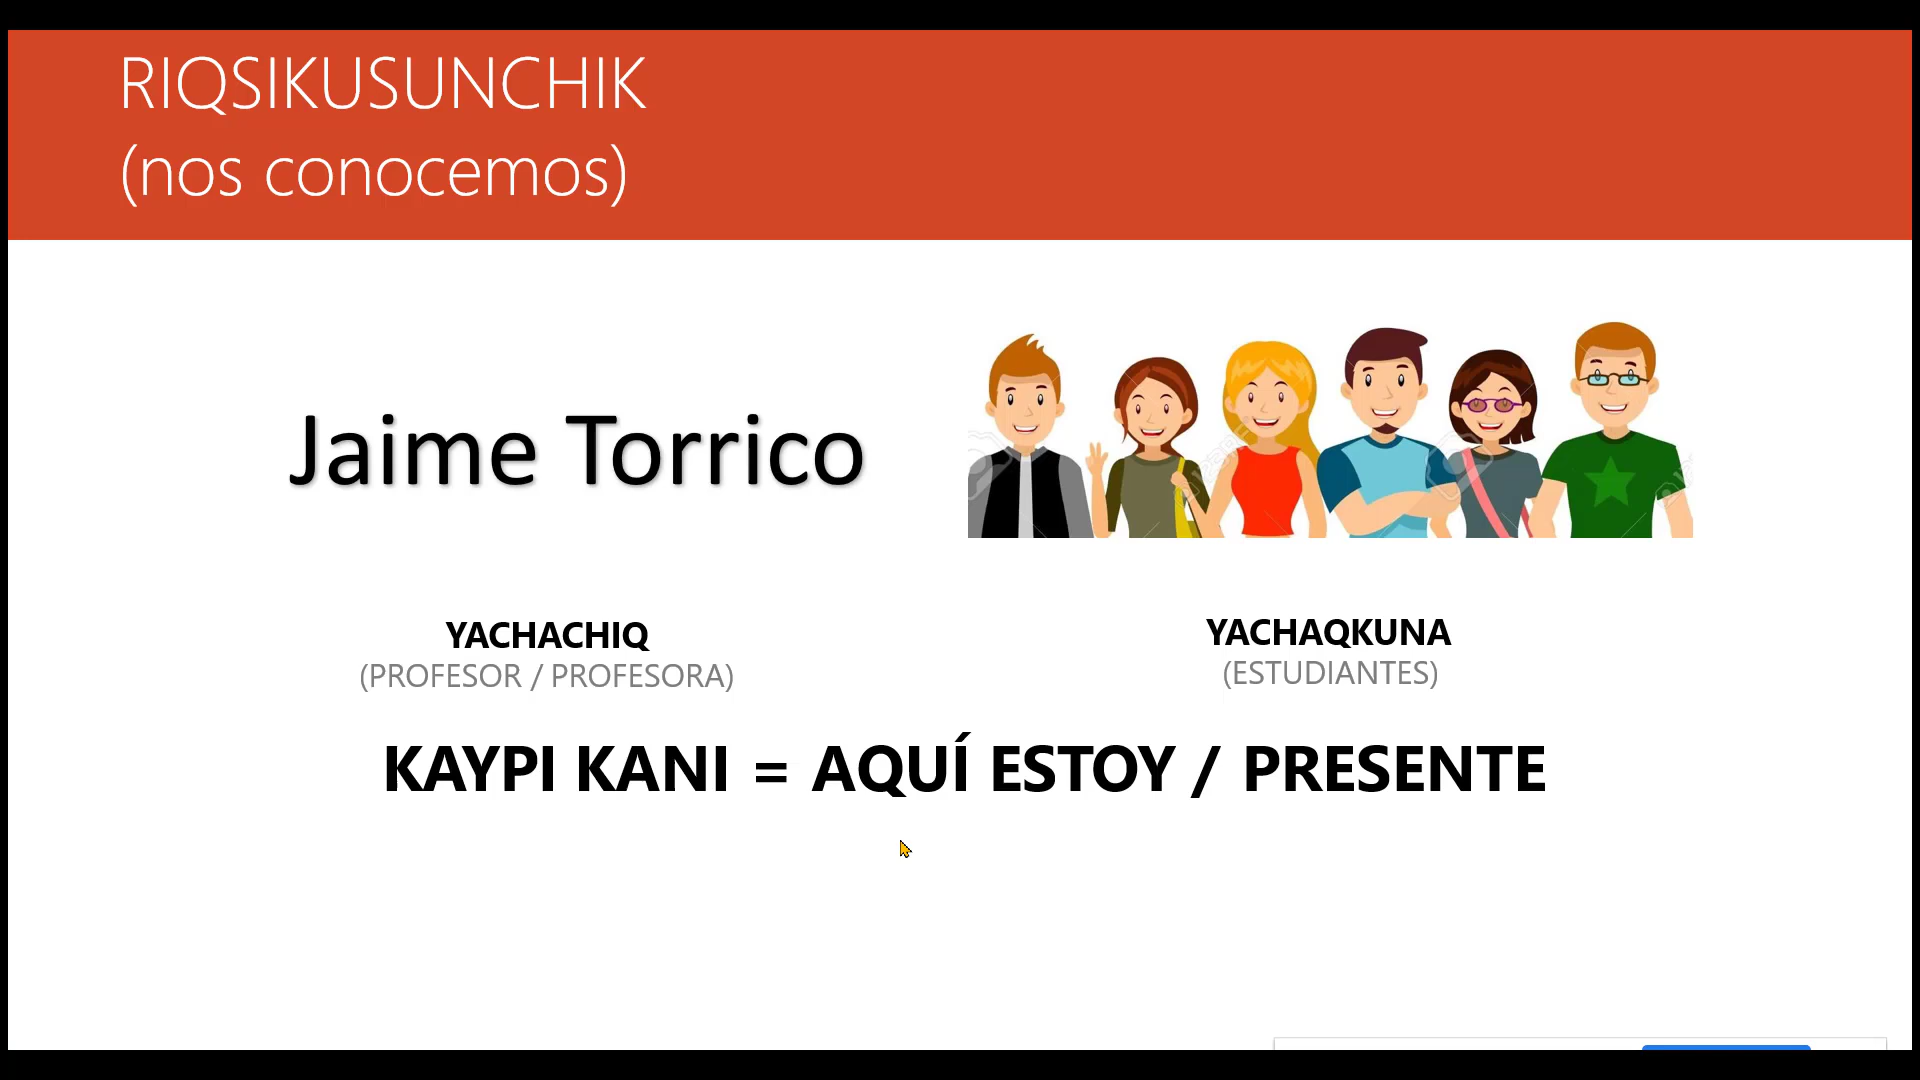 RIQSIKUSUNCHIK
(nos conocemos)
Jaime Torrico
YACHACHIQ
(PROFESOR / PROFESORA)
YACHAQKUNA
(ESTUDIANTES)
KAYPI KANI = AQUÍ ESTOY / PRESENTE